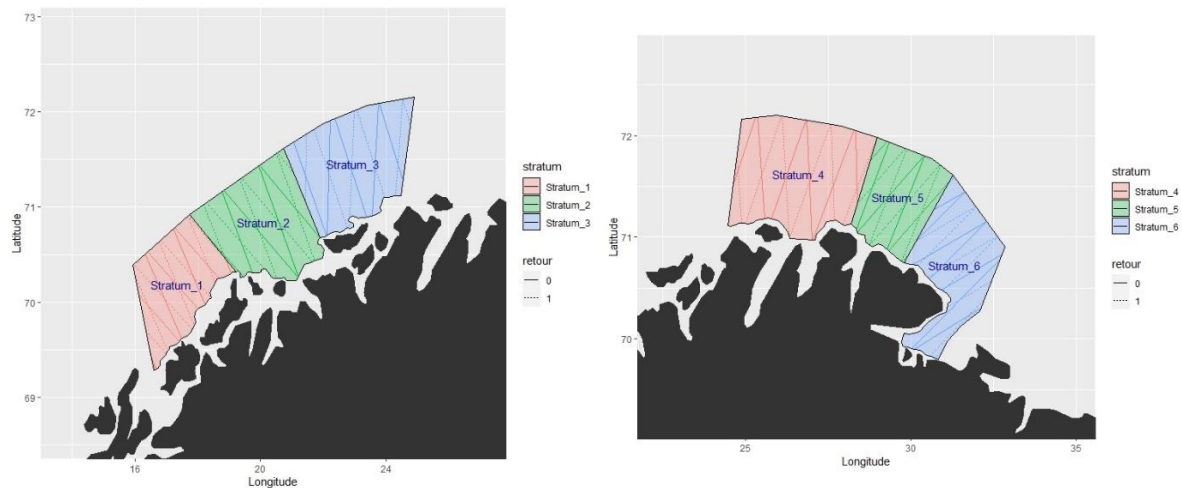 73
72
71
70
69
Latitude
16
20
24
Longitude
Stratum_1
Stratum_2
Stratum_3
stratum
Stratum_1
Stratum_2
Stratum_3
retour
0
1
72
71
70
Latitude
25
30
35
Longitude
Stratum_4
Stratum_5
Stratum_6
stratum
Stratum_4
Stratum_5
Stratum_6
retour
0
1